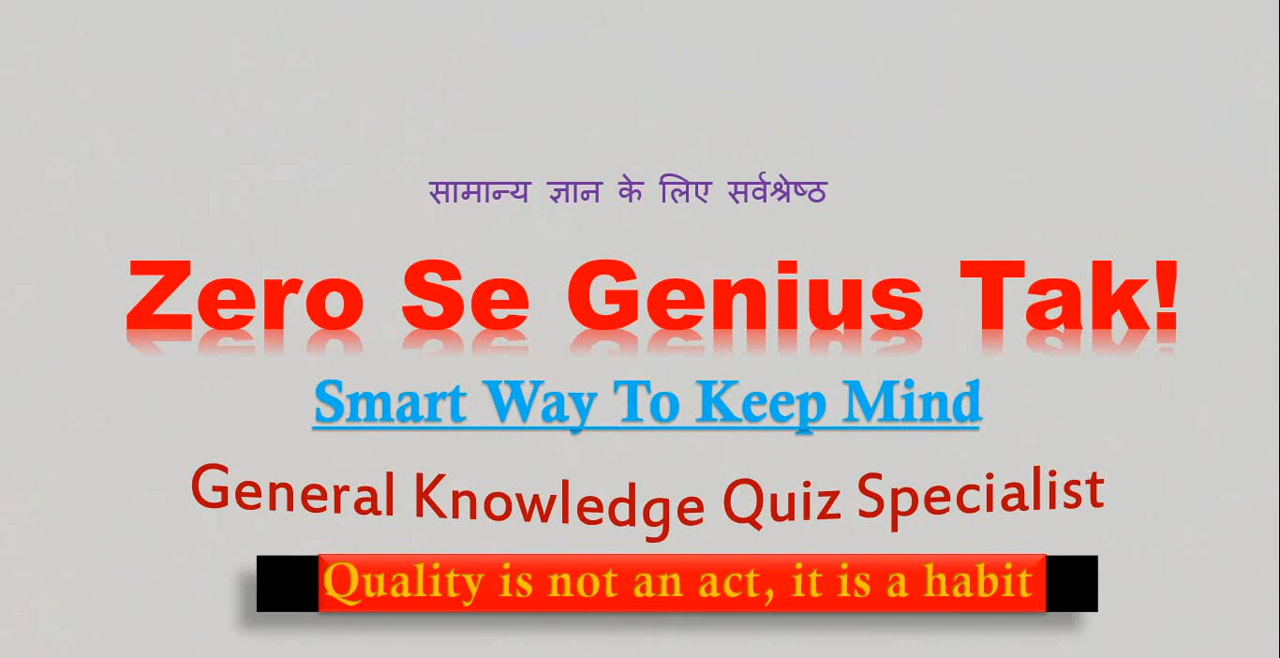 सामान्य ज्ञान के लिए सर्वश्रेष्ठ
Zero Se Genius Tak!
Smart Way To Keep Mind
General Knowledge Quiz Specialist
Quality is not an act, it is a habit